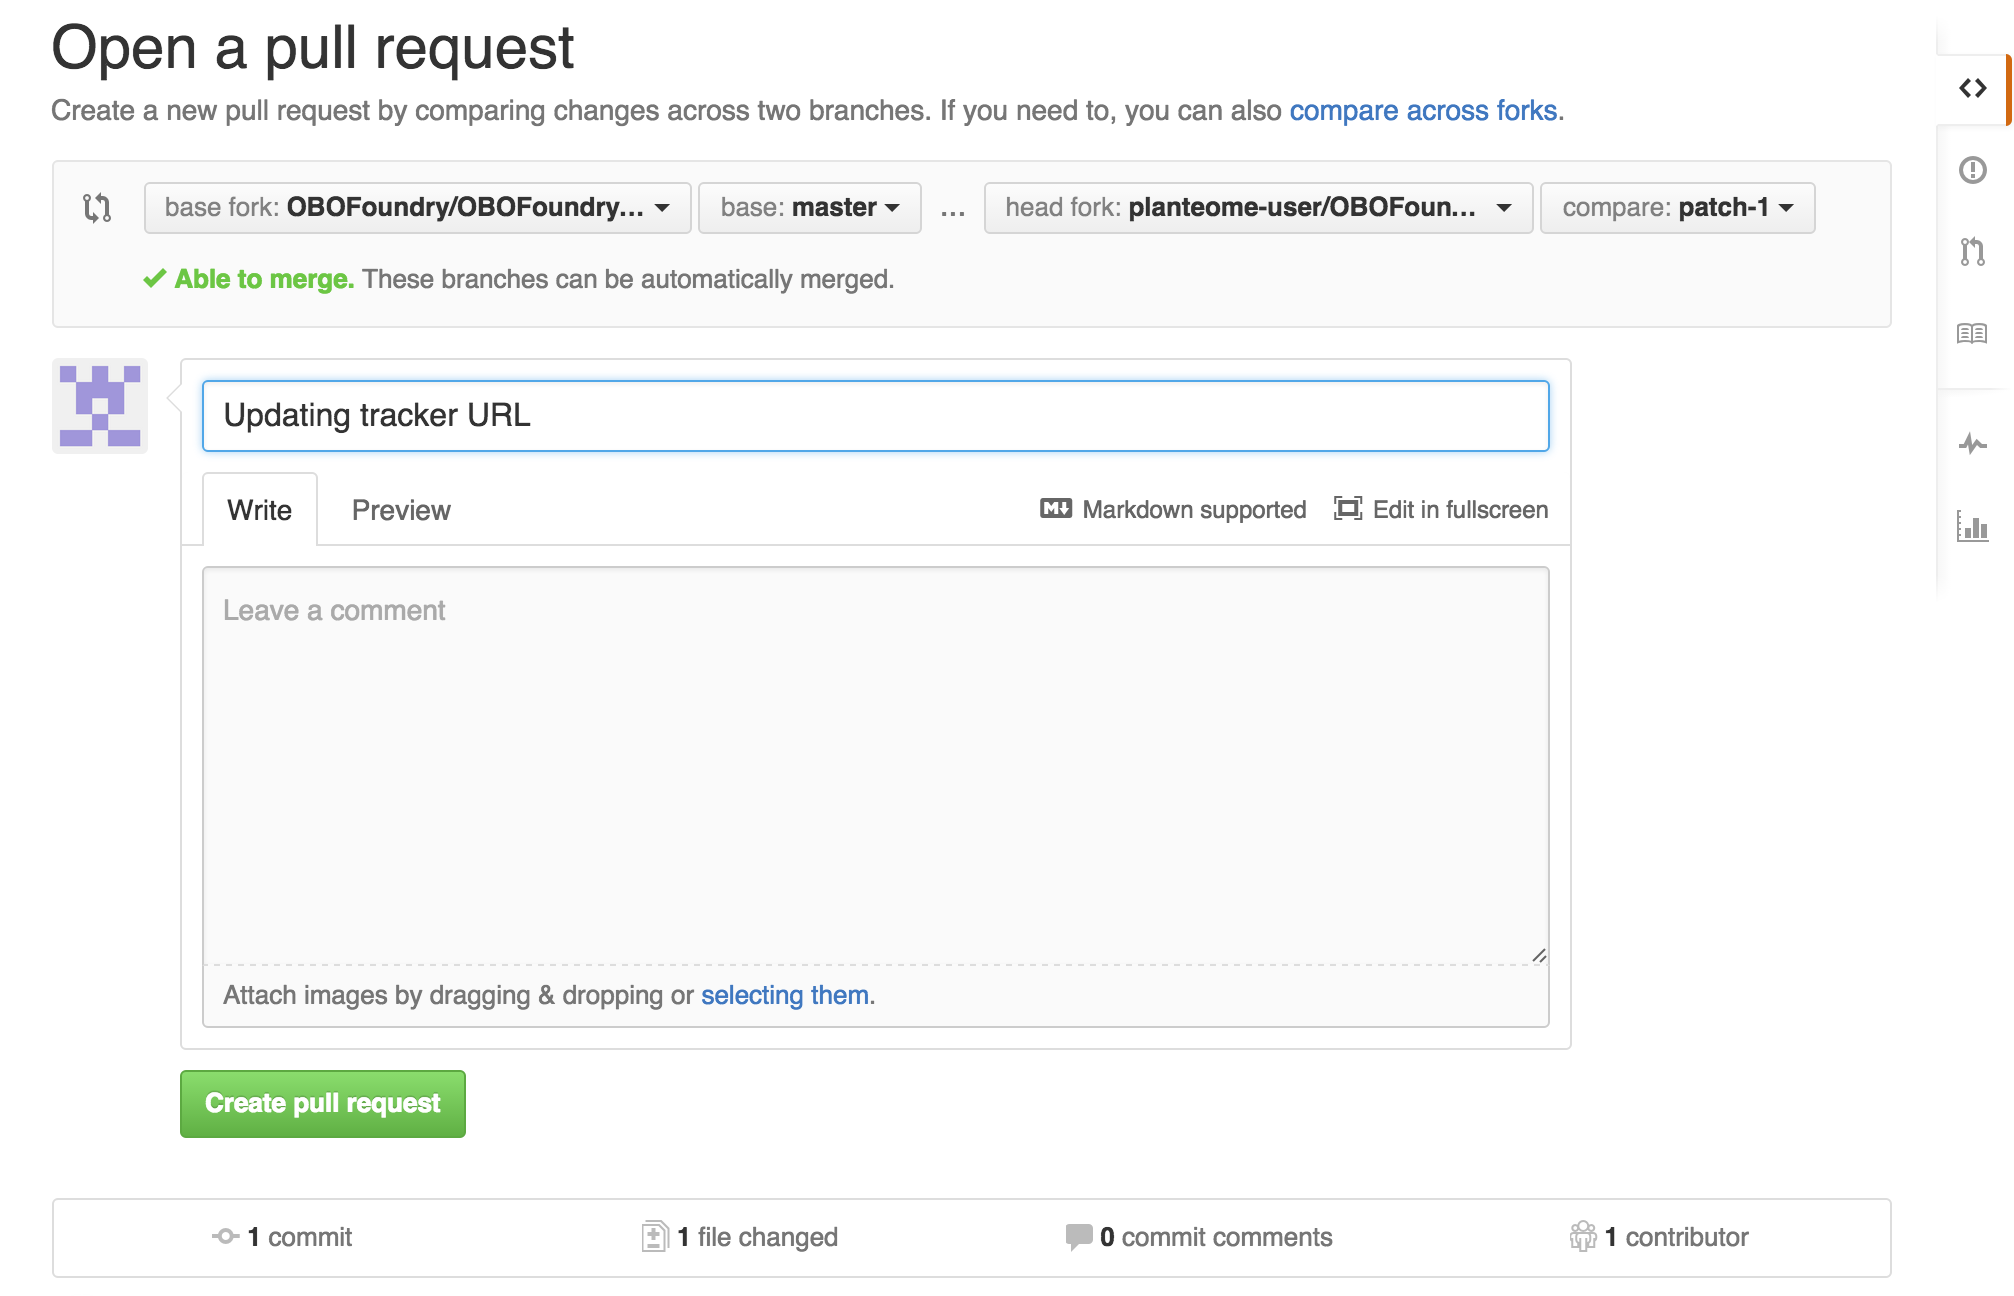 Open a pull request
Create a new pull request by comparing changes across two branches. If you need to, you can also compare across forks.
base fork: OBOFoundry/OBOFoundry... base: master ... head fork: planteome-user/OBOFoun... compare: patch-1
Able to merge. These branches can be automatically merged.
Updating tracker URL
Write Preview Markdown supported Edit in fullscreen
Leave a comment
Attach images by dragging & dropping or selecting them.
Create pull request
1 commit 1 file changed 0 commit comments 1 contributor